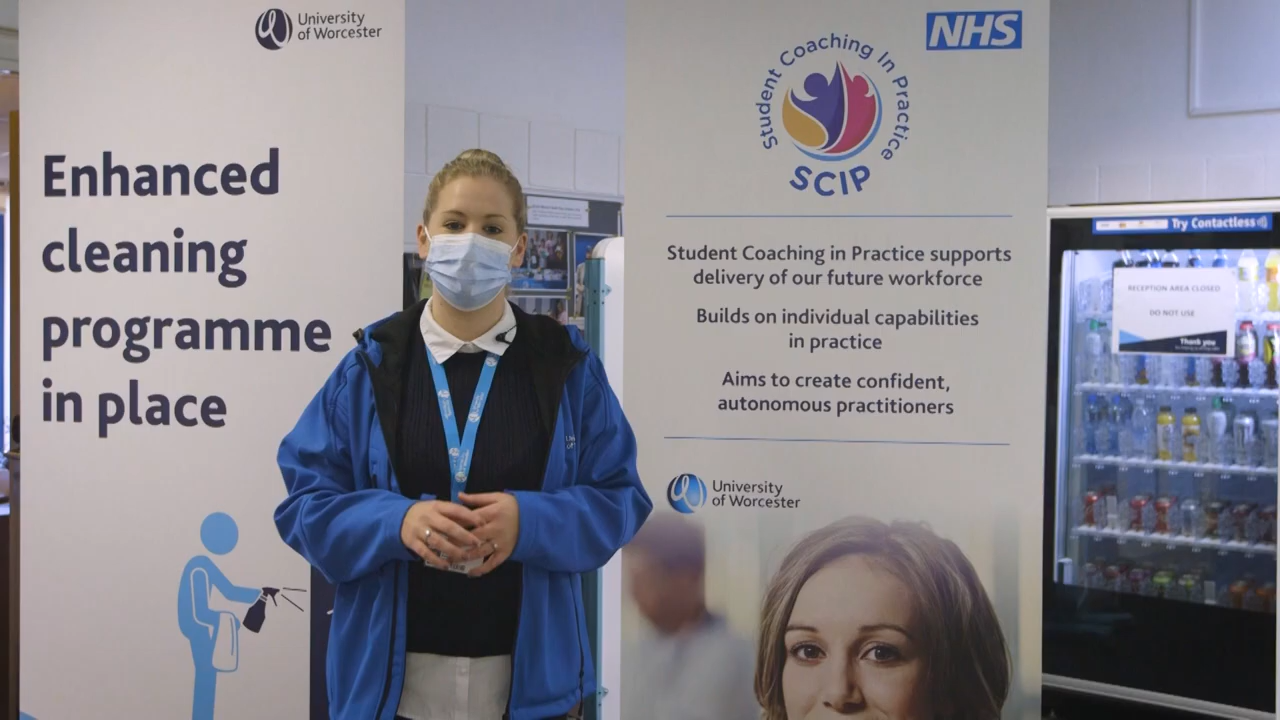 University
of Worcester
Enhanced
cleaning
programme
in place
NHS
Student Coaching In Practice
SCIP
Student Coaching in Practice supports
delivery of our future workforce
Builds on individual capabilities
in practice
Aims to create confident,
autonomous practitioners
University
of Worcester
Try Contactless
RECEPTION AREA CLOSED
DO NOT USE
Thank you